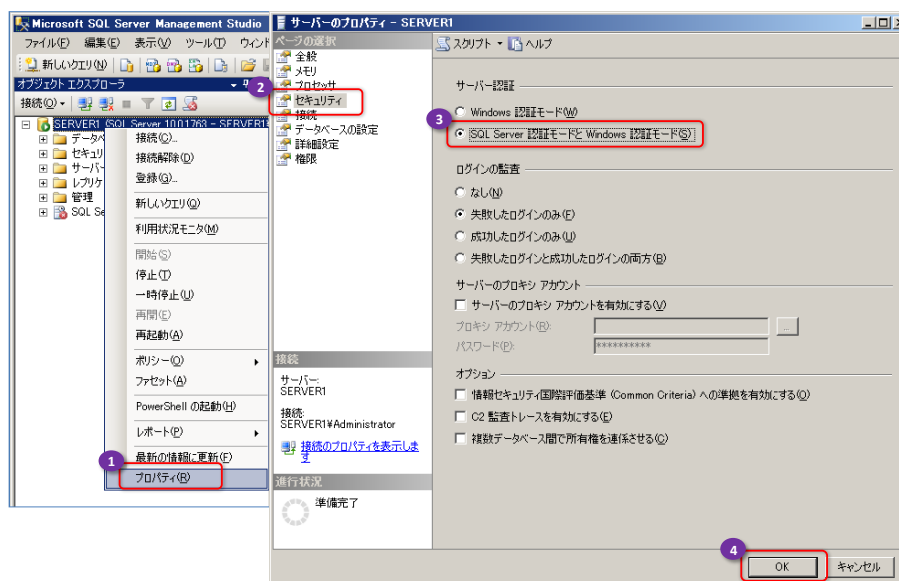 Microsoft SQL Server Management Studio
ファイル(F) 編集(E) 表示(V) ツール(T) ウィンド
新しいクエリ(N)
オブジェクト エクスプローラ
接続(O)
SERVER1 (SQL Server 10.0.1763 - SERVER1
データベ
セキュリ
サーバー
レプリケ
管理
SQL Se
接続(C)...
接続解除(D)
登録(G)...
新しいクエリ(Q)
利用状況モニタ(M)
開始(S)
停止(T)
一時停止(U)
再開(E)
再起動(A)
ポリシー(O)
ファセット(A)
PowerShell の起動(H)
レポート(P)
最新の情報に更新(F)
1
プロパティ(R)
サーバーのプロパティ - SERVER1
ページの選択
全般
メモリ
プロセッサ
2
セキュリティ
接続
データベースの設定
詳細設定
権限
接続
サーバー:
SERVER1
接続:
SERVER1¥Administrator
接続のプロパティを表示しま
す
進行状況
準備完了
スクリプト ヘルプ
サーバー認証
Windows 認証モード(W)
3
SQL Server 認証モードと Windows 認証モード(S)
ログインの監査
なし(N)
失敗したログインのみ(F)
成功したログインのみ(U)
失敗したログインと成功したログインの両方(B)
サーバーのプロキシ アカウント
サーバーのプロキシ アカウントを有効にする(V)
プロキシ アカウント(R):
...
パスワード(P):
**********
オプション
情報セキュリティ国際評価基準 (Common Criteria) への準拠を有効にする(Q)
C2 監査トレースを有効にする(E)
複数データベース間で所有権を連係させる(C)
4
OK
キャンセル